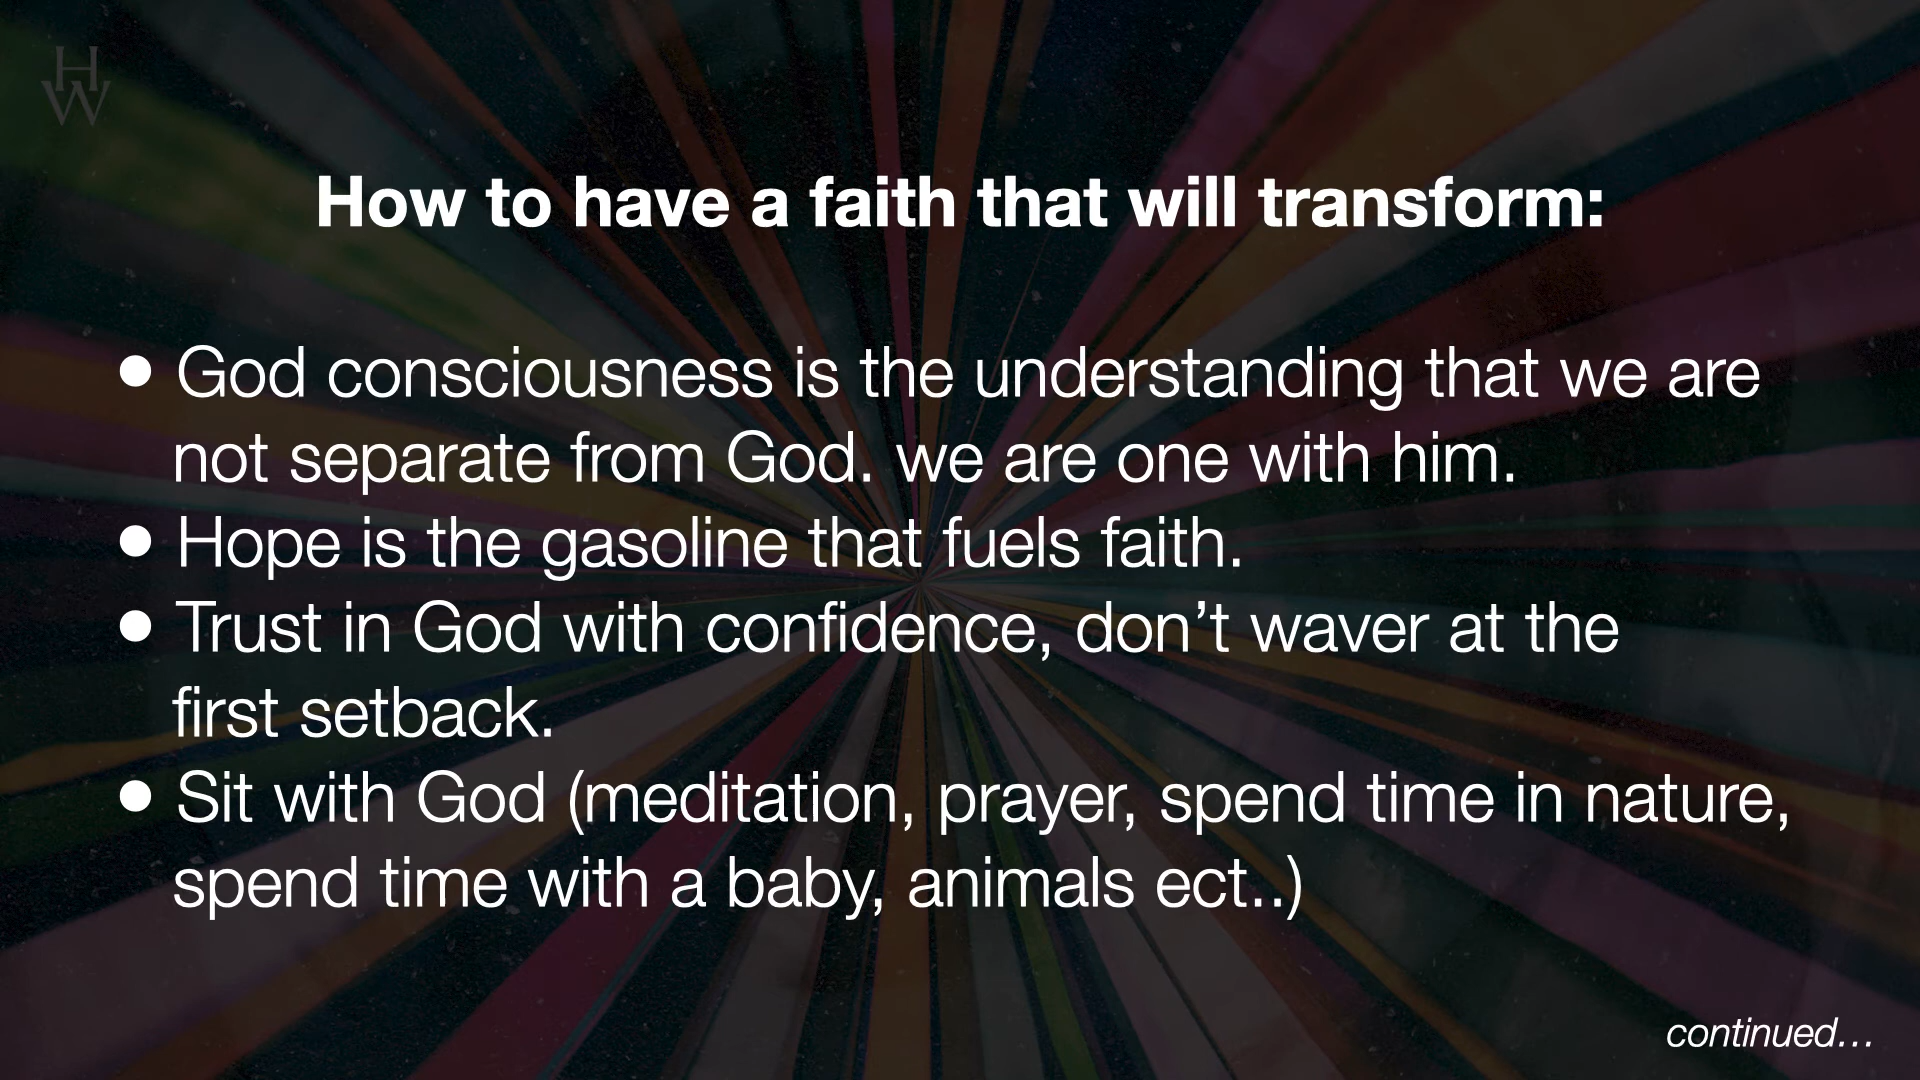 H
W
How to have a faith that will transform:
• God consciousness is the understanding that we are
not separate from God. we are one with him.
• Hope is the gasoline that fuels faith.
• Trust in God with confidence, don’t waver at the
first setback.
• Sit with God (meditation, prayer, spend time in nature,
spend time with a baby, animals ect..)
continued...